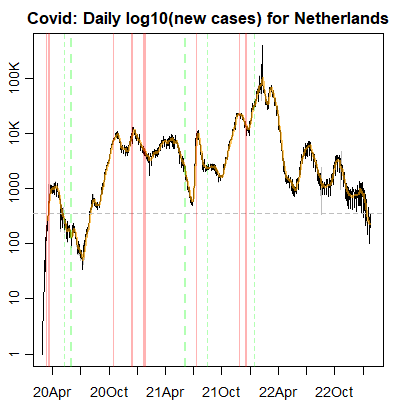 Covid: Daily log10(new cases) for Netherlands
100K
10K
1000
100
10
1
20Apr 20Oct 21Apr 21Oct 22Apr 22Oct